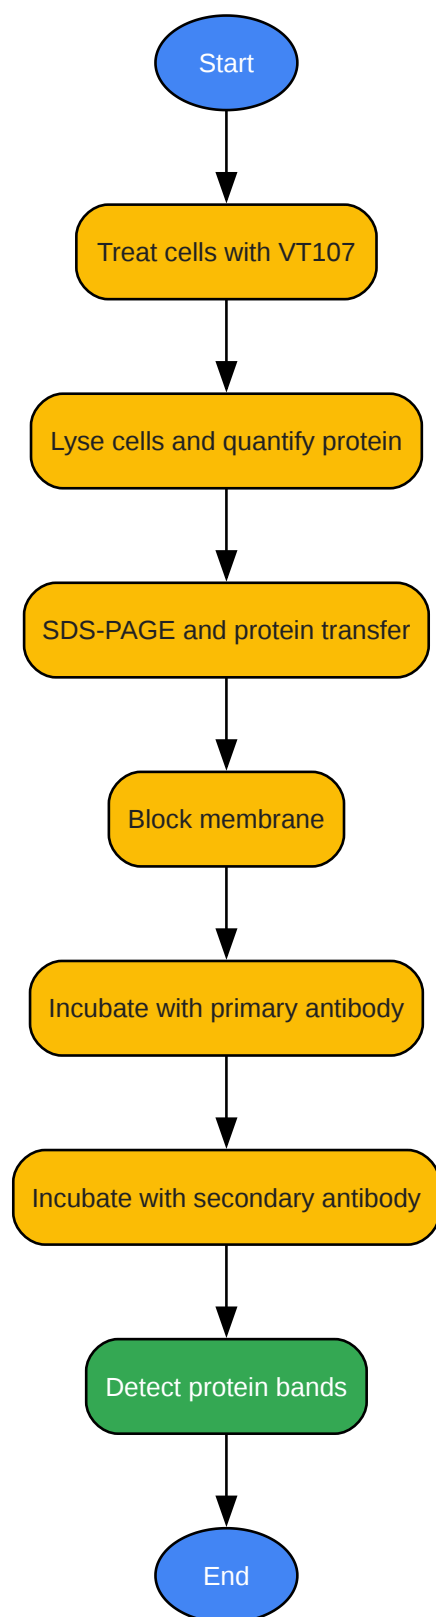 Start
Treat cells with VT107
Lyse cells and quantify protein
SDS-PAGE and protein transfer
Block membrane
Incubate with primary antibody
Incubate with secondary antibody
Detect protein bands
End